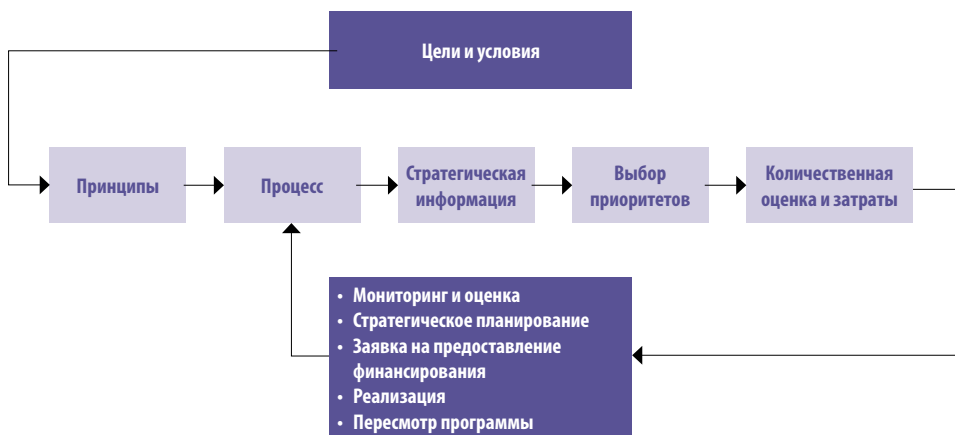 Цели и условия
Принципы
Процесс
Стратегическая
информация
Выбор
приоритетов
Количественная
оценка и затраты
• Мониторинг и оценка
• Стратегическое планирование
• Заявка на предоставление
финансирования
• Реализация
• Пересмотр программы